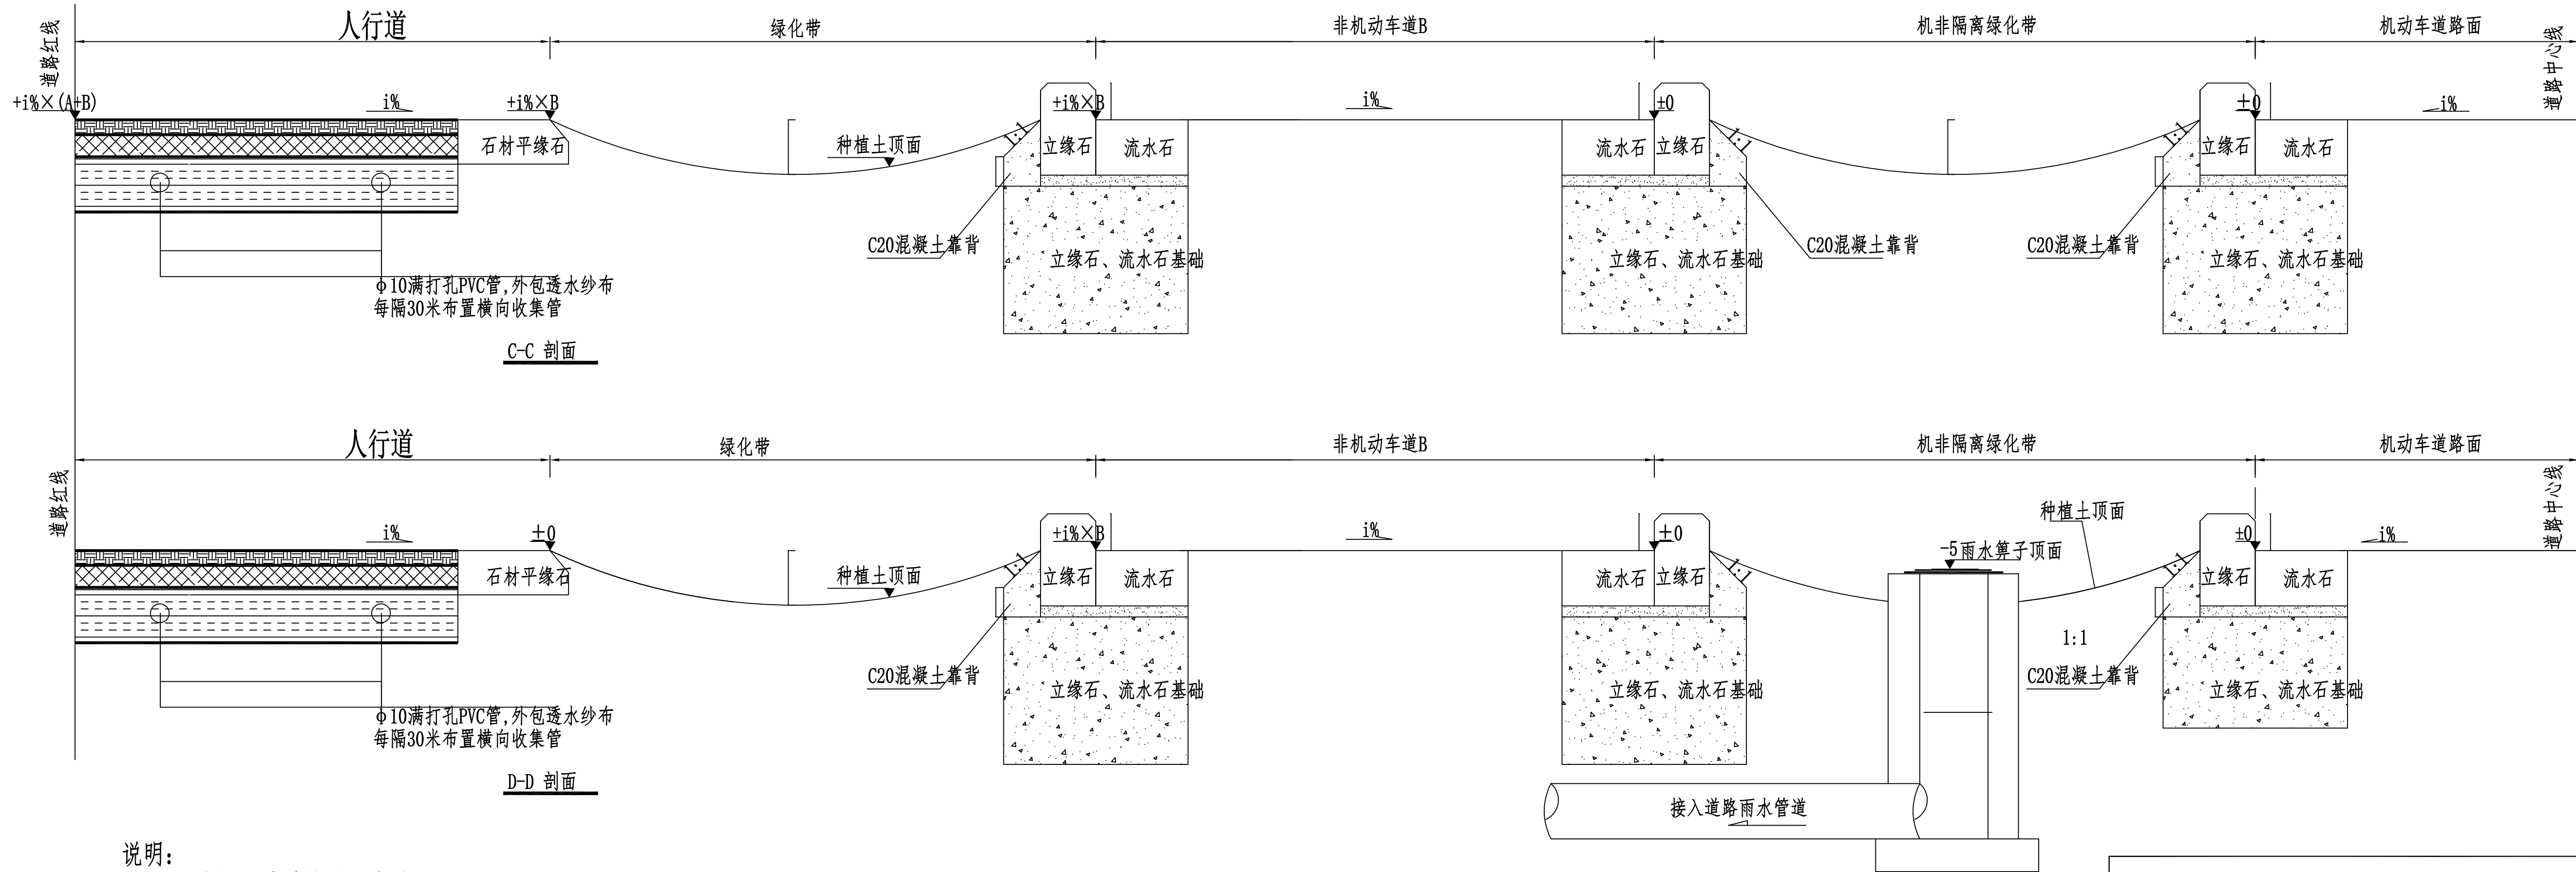 人行道
绿化带
非机动车道B
机非隔离绿化带
机动车道路面
道路红线
道路中心线
+i%×(A+B)
i%
+i%×B
+i%×B
i%
±0
±0
i%
石材平缘石
种植土顶面
1:1
立缘石
流水石
流水石
立缘石
1:1
1:1
立缘石
流水石
C20混凝土靠背
立缘石、流水石基础
立缘石、流水石基础
C20混凝土靠背
C20混凝土靠背
立缘石、流水石基础
ϕ10满打孔PVC管,外包透水纱布
每隔30米布置横向收集管
C-C 剖面
人行道
绿化带
非机动车道B
机非隔离绿化带
机动车道路面
道路红线
道路中心线
i%
±0
+i%×B
i%
±0
-5雨水箅子顶面
种植土顶面
±0
i%
石材平缘石
种植土顶面
1:1
立缘石
流水石
流水石
立缘石
1:1
1:1
立缘石
流水石
1:1
C20混凝土靠背
立缘石、流水石基础
立缘石、流水石基础
C20混凝土靠背
立缘石、流水石基础
ϕ10满打孔PVC管,外包透水纱布
每隔30米布置横向收集管
D-D 剖面
接入道路雨水管道
说明: